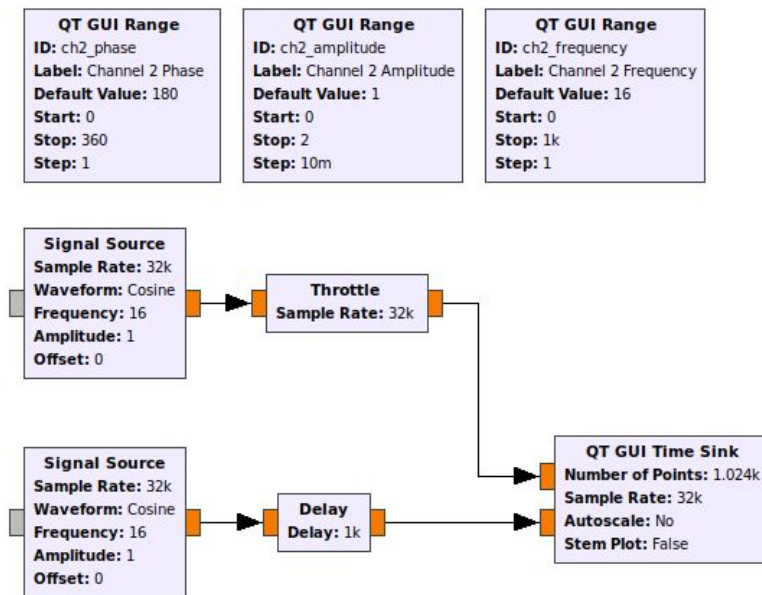 QT GUI Range
ID: ch2_phase
Label: Channel 2 Phase
Default Value: 180
Start: 0
Stop: 360
Step: 1
QT GUI Range
ID: ch2_amplitude
Label: Channel 2 Amplitude
Default Value: 1
Start: 0
Stop: 2
Step: 10m
QT GUI Range
ID: ch2_frequency
Label: Channel 2 Frequency
Default Value: 16
Start: 0
Stop: 1k
Step: 1
Signal Source
Sample Rate: 32k
Waveform: Cosine
Frequency: 16
Amplitude: 1
Offset: 0
Throttle
Sample Rate: 32k
Signal Source
Sample Rate: 32k
Waveform: Cosine
Frequency: 16
Amplitude: 1
Offset: 0
Delay
Delay: 1k
QT GUI Time Sink
Number of Points: 1.024k
Sample Rate: 32k
Autoscale: No
Stem Plot: False